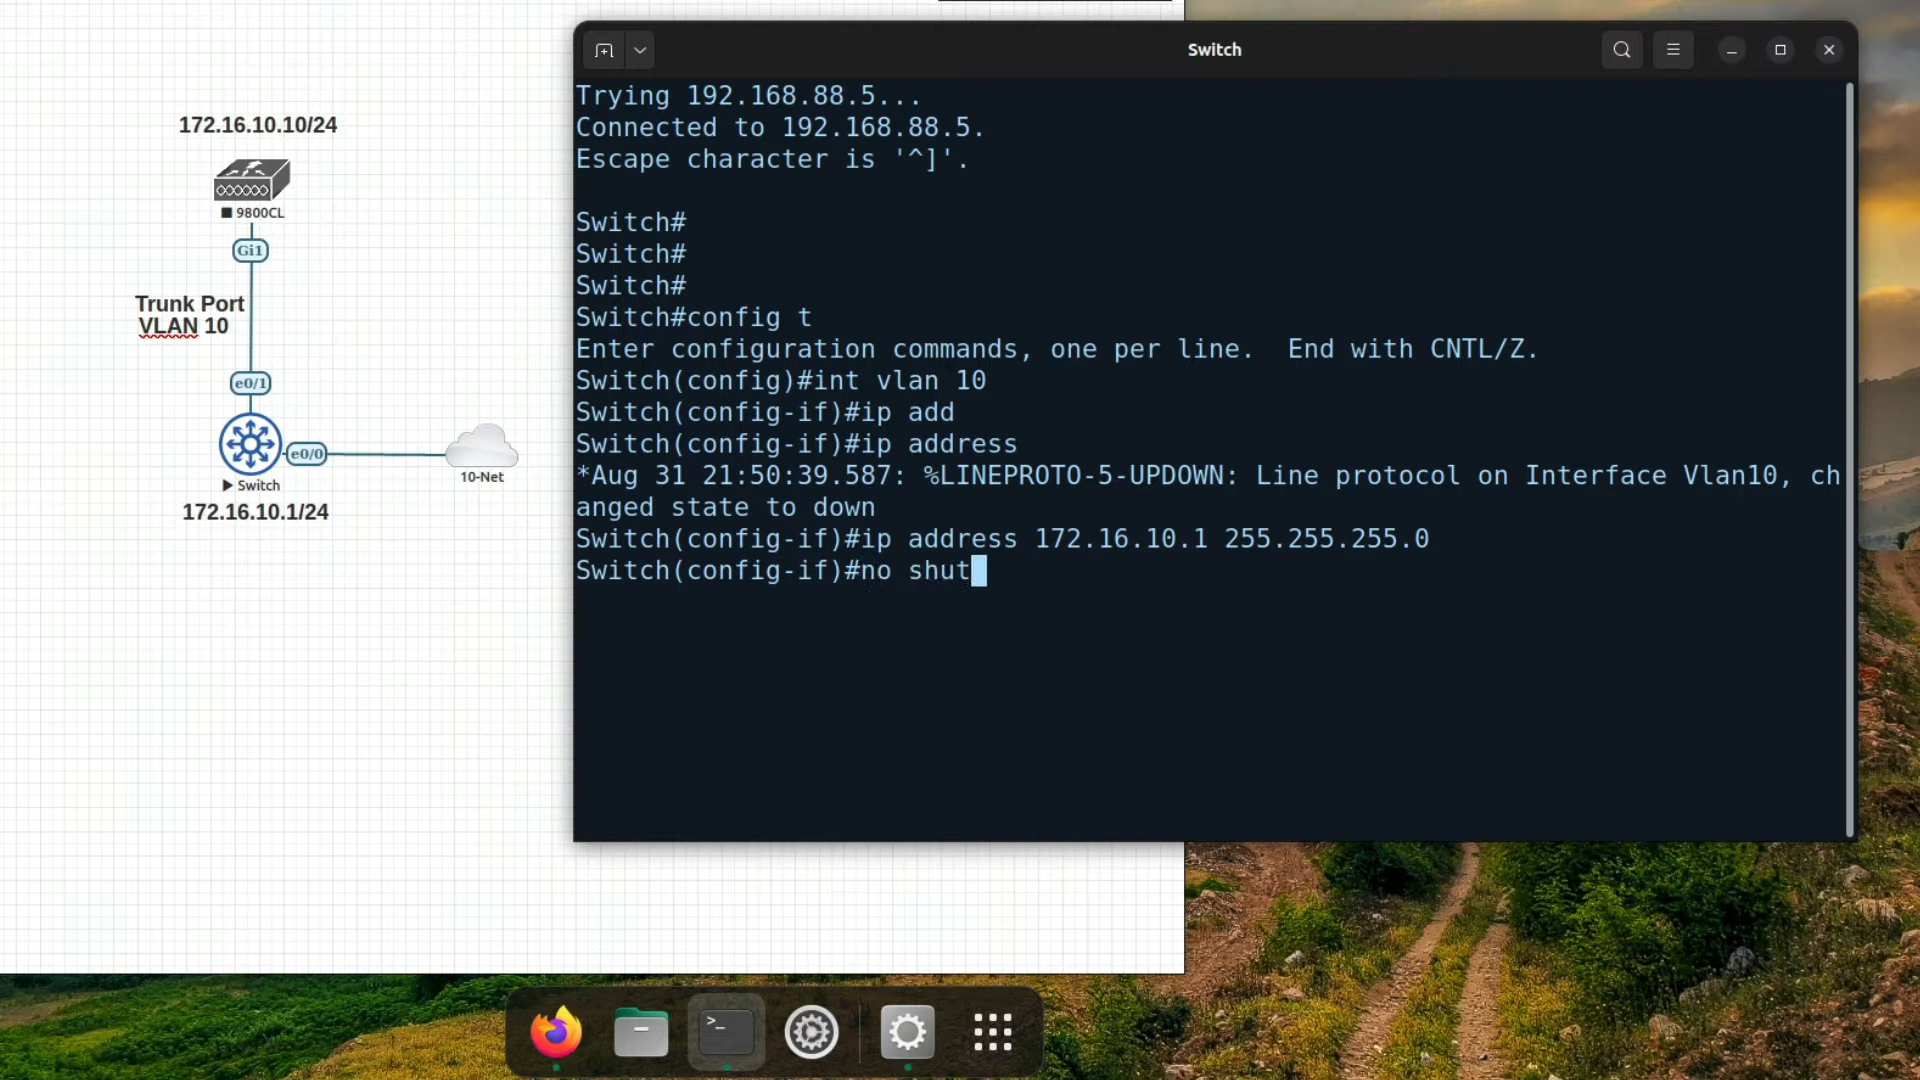 172.16.10.10/24
9800CL
Gi1
Trunk Port
VLAN 10
e0/1
e0/0
Switch
10-Net
172.16.10.1/24
Switch
Trying 192.168.88.5...
Connected to 192.168.88.5.
Escape character is '^]'.
Switch#
Switch#
Switch#
Switch#config t
Enter configuration commands, one per line.  End with CNTL/Z.
Switch(config)#int vlan 10
Switch(config-if)#ip add
Switch(config-if)#ip address
*Aug 31 21:50:39.587: %LINEPROTO-5-UPDOWN: Line protocol on Interface Vlan10, ch
anged state to down
Switch(config-if)#ip address 172.16.10.1 255.255.255.0
Switch(config-if)#no shut